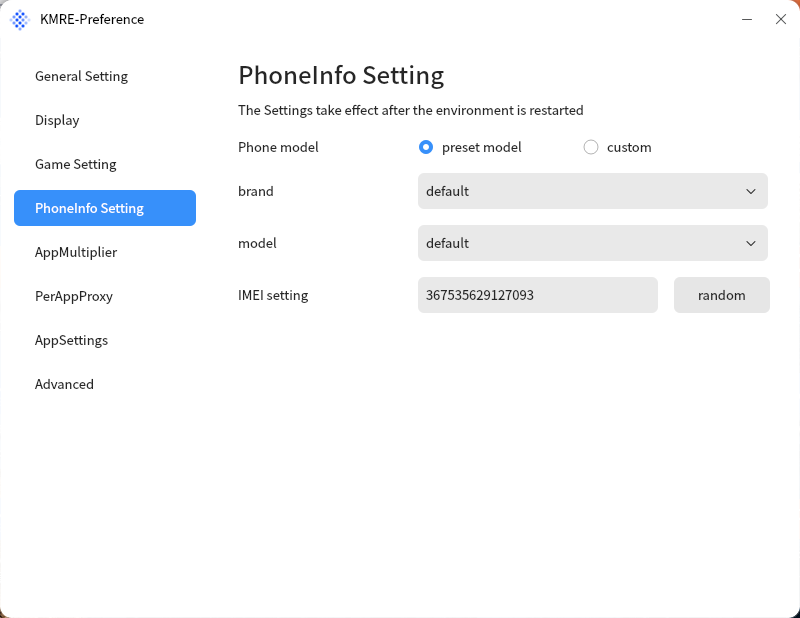 KMRE-Preference
General Setting
Display
Game Setting
PhoneInfo Setting
AppMultiplier
PerAppProxy
AppSettings
Advanced
PhoneInfo Setting
The Settings take effect after the environment is restarted
Phone model preset model custom
brand default
model default
IMEI setting 367535629127093 random